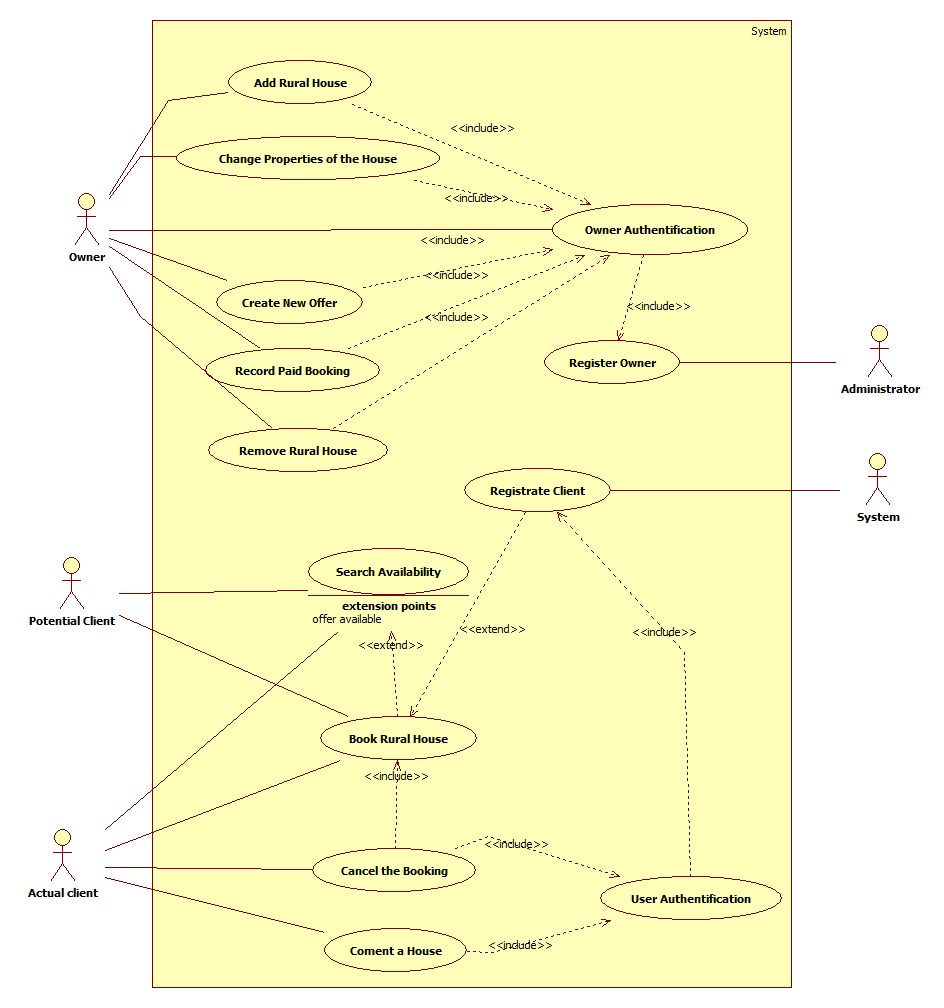 System
Add Rural House
<<include>>
Change Properties of the House
<<include>>
Owner
Owner Authentification
<<include>>
<<include>>
Create New Offer
<<include>>
<<include>>
Register Owner
Record Paid Booking
Administrator
Remove Rural House
Registrate Client
System
Search Availability
extension points
offer available
Potential Client
<<extend>>
<<include>>
<<extend>>
Book Rural House
<<include>>
<<include>>
Cancel the Booking
Actual client
User Authentification
<<include>>
Coment a House